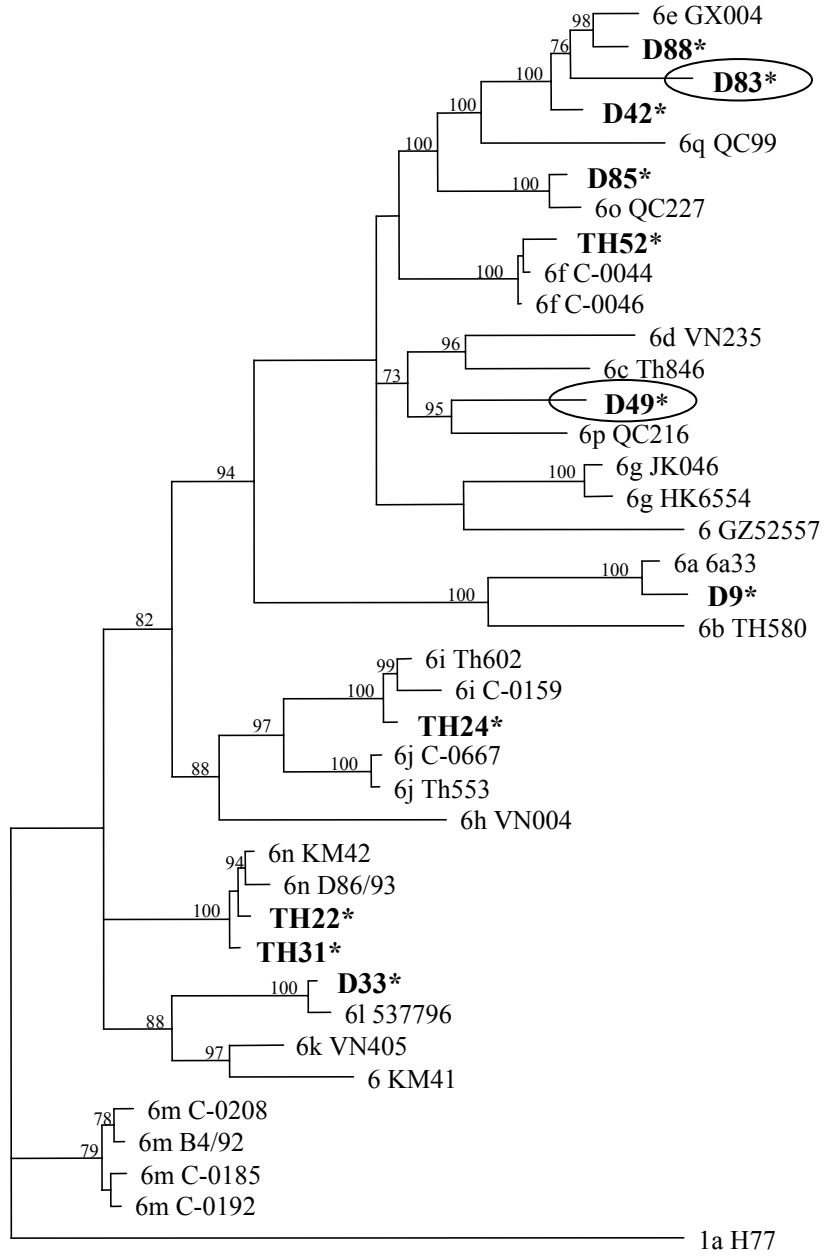 98
6e GX004
76
D88*
100
D83*
100
D42*
100
6q QC99
100
D85*
6o QC227
TH52*
100
6f C-0044
6f C-0046
96
6d VN235
73
6c Th846
95
D49*
6p QC216
94
100
6g JK046
6g HK6554
6 GZ52557
100
6a 6a33
100
D9*
82
6b TH580
99
6i Th602
100
6i C-0159
97
TH24*
88
100
6j C-0667
6j Th553
6h VN004
94
6n KM42
6n D86/93
100
TH22*
TH31*
100
D33*
88
6l 537796
97
6k VN405
6 KM41
78
6m C-0208
79
6m B4/92
6m C-0185
6m C-0192
1a H77